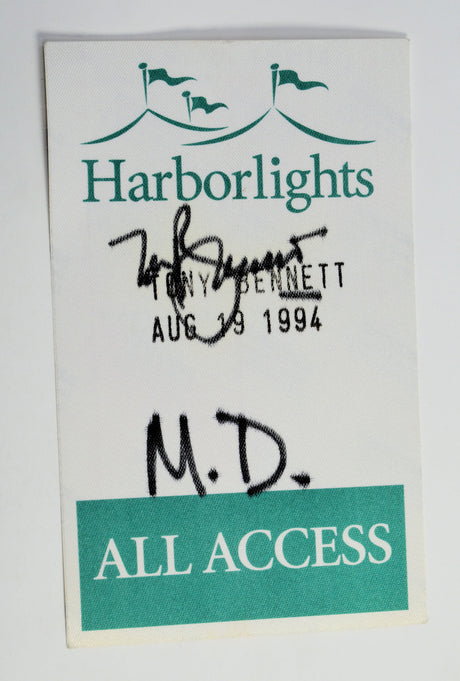 Harborlights
TONY BENNETT
AUG 19 1994
M.D.
ALL ACCESS